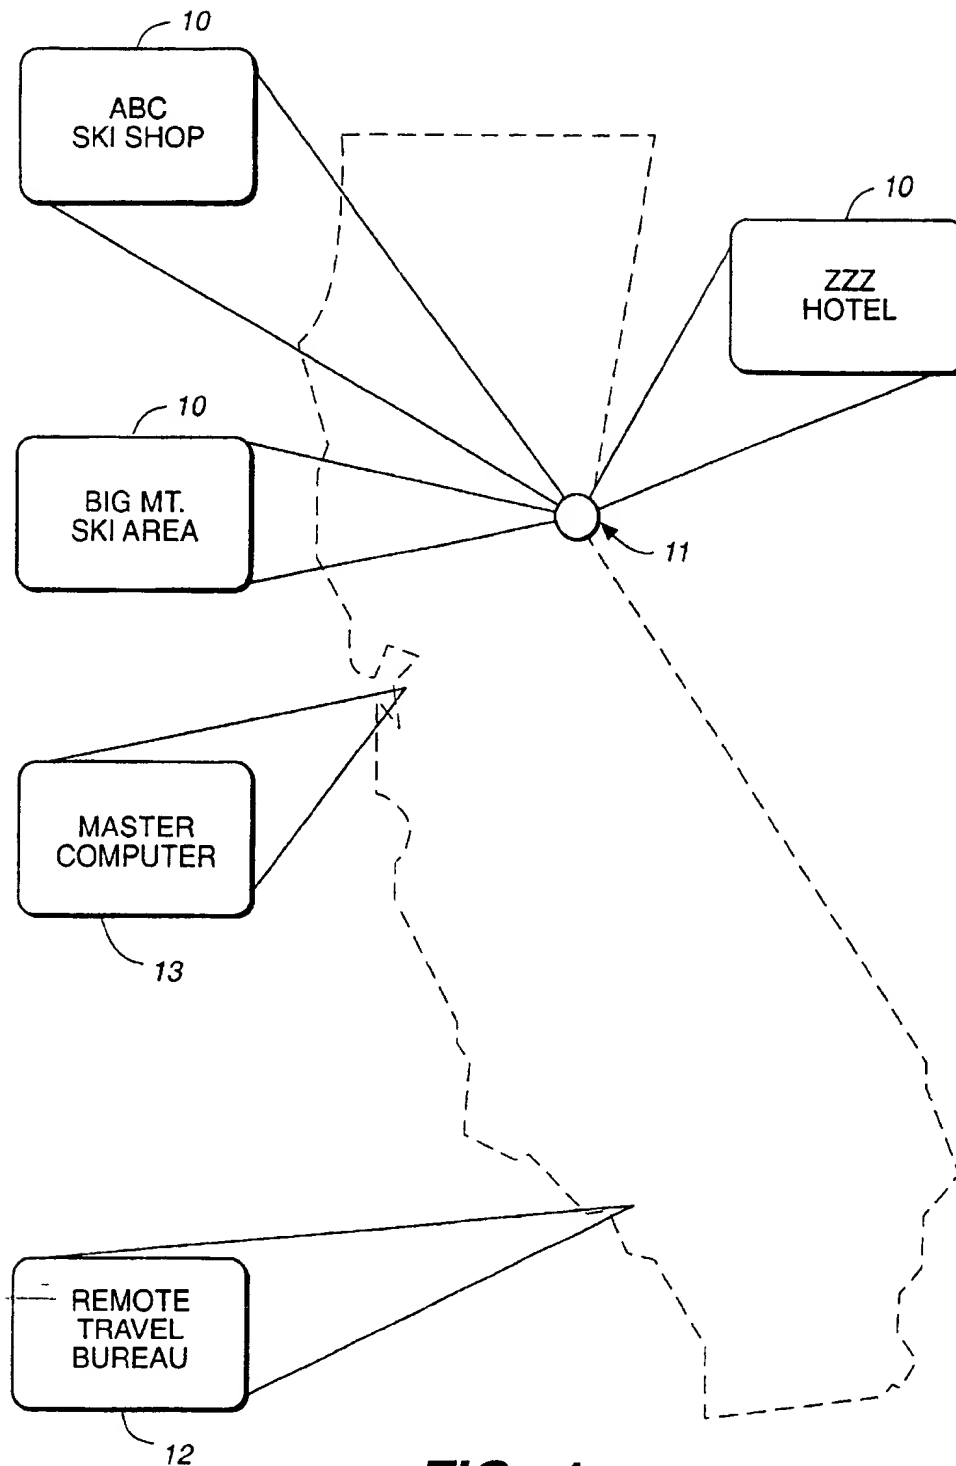 10
ABC
SKI SHOP
10
ZZZ
HOTEL
10
BIG MT.
SKI AREA
11
MASTER
COMPUTER
13
REMOTE
TRAVEL
BUREAU
12